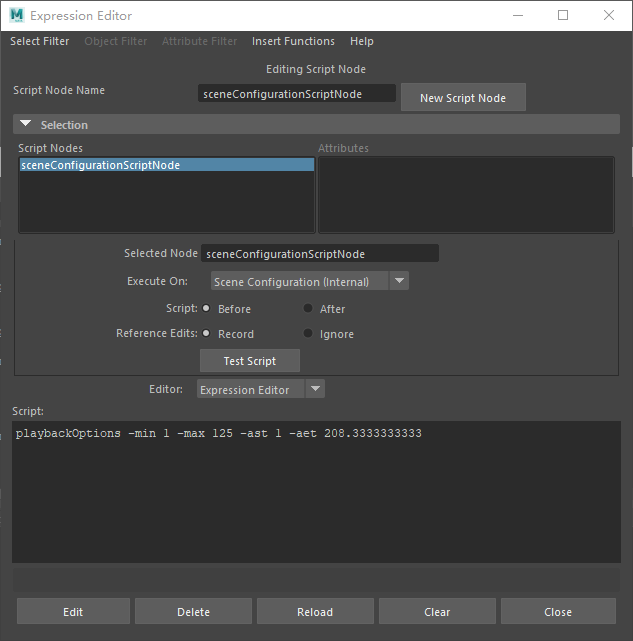 Expression Editor
Select Filter Object Filter Attribute Filter Insert Functions Help
Editing Script Node
Script Node Name sceneConfigurationScriptNode New Script Node
Selection
Script Nodes Attributes
sceneConfigurationScriptNode
Selected Node sceneConfigurationScriptNode
Execute On: Scene Configuration (Internal)
Script: Before After
Reference Edits: Record Ignore
Test Script
Editor: Expression Editor
Script:
playbackOptions -min 1 -max 125 -ast 1 -aet 208.3333333333
Edit Delete Reload Clear Close